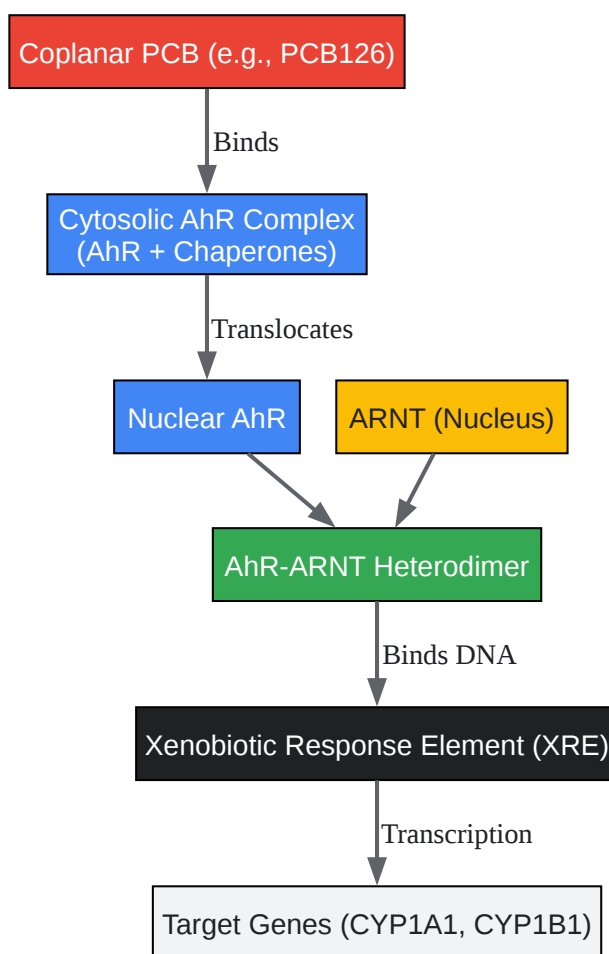 Coplanar PCB (e.g., PCB126)
Binds
Cytosolic AhR Complex
(AhR + Chaperones)
Translocates
Nuclear AhR
ARNT (Nucleus)
AhR-ARNT Heterodimer
Binds DNA
Xenobiotic Response Element (XRE)
Transcription
Target Genes (CYP1A1, CYP1B1)